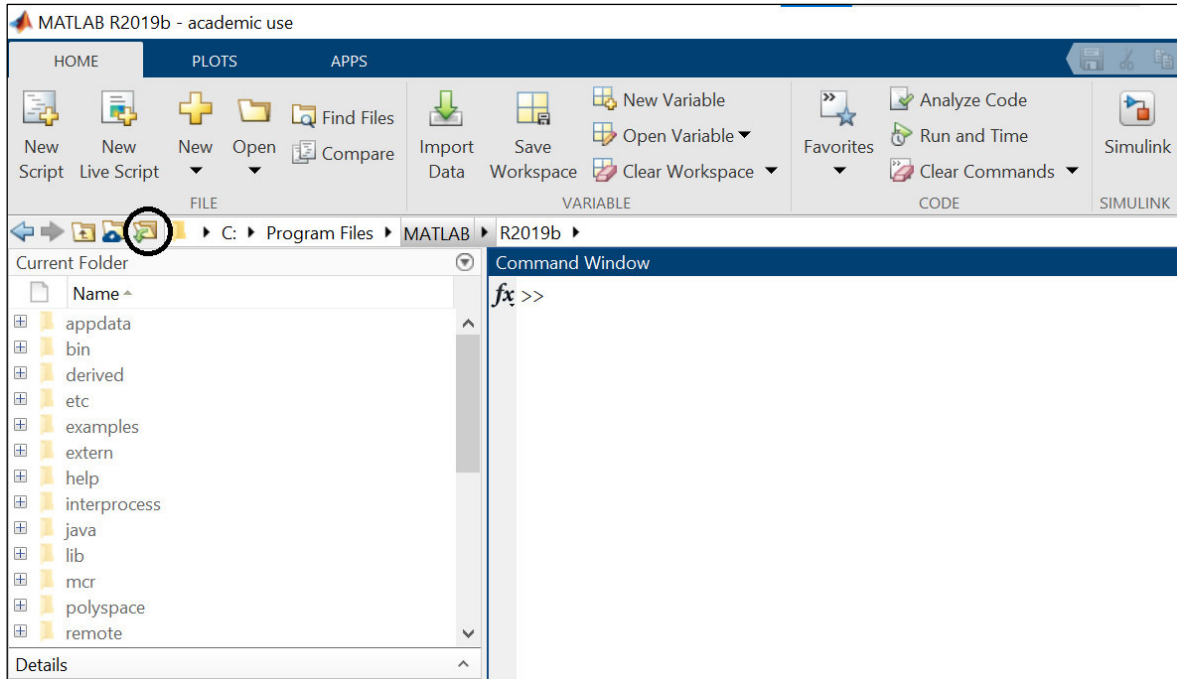 MATLAB R2019b - academic use
HOME PLOTS APPS
New Script
New Live Script
New
Open
Find Files
Compare
Import Data
Save Workspace
New Variable
Open Variable
Clear Workspace
Favorites
Analyze Code
Run and Time
Clear Commands
Simulink
FILE VARIABLE CODE SIMULINK
C: Program Files MATLAB R2019b
Current Folder
Name
appdata
bin
derived
etc
examples
extern
help
interprocess
java
lib
mcr
polyspace
remote
Details
Command Window
fx >>